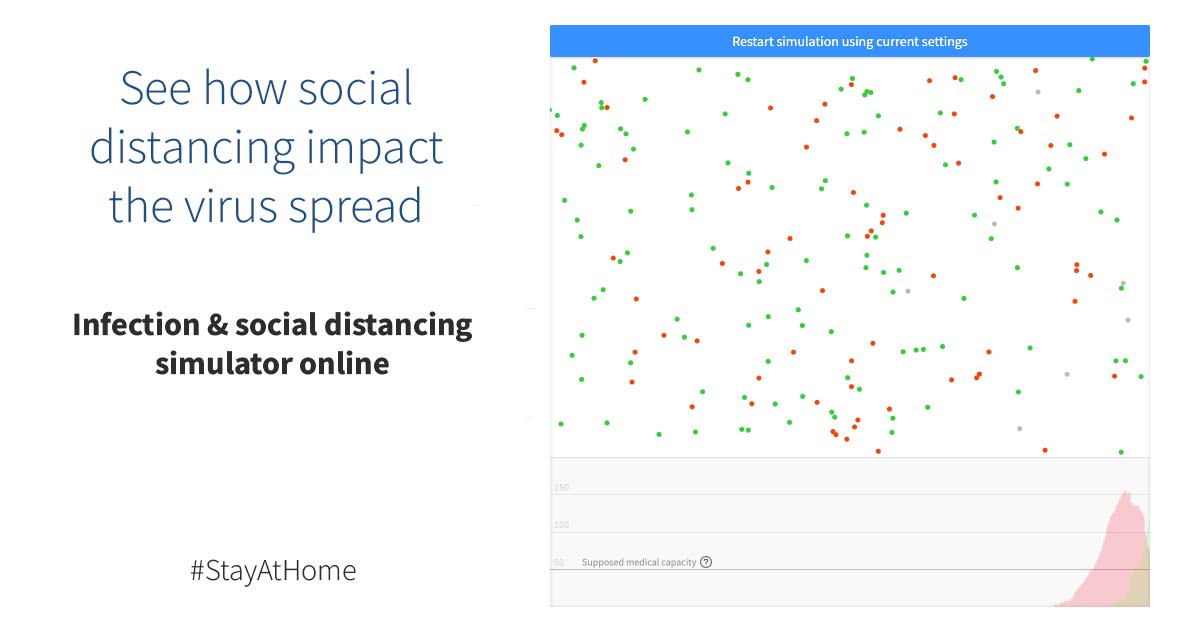 See how social
distancing impact
the virus spread
Infection & social distancing
simulator online
#StayAtHome
Restart simulation using current settings
150
100
50 Supposed medical capacity ?